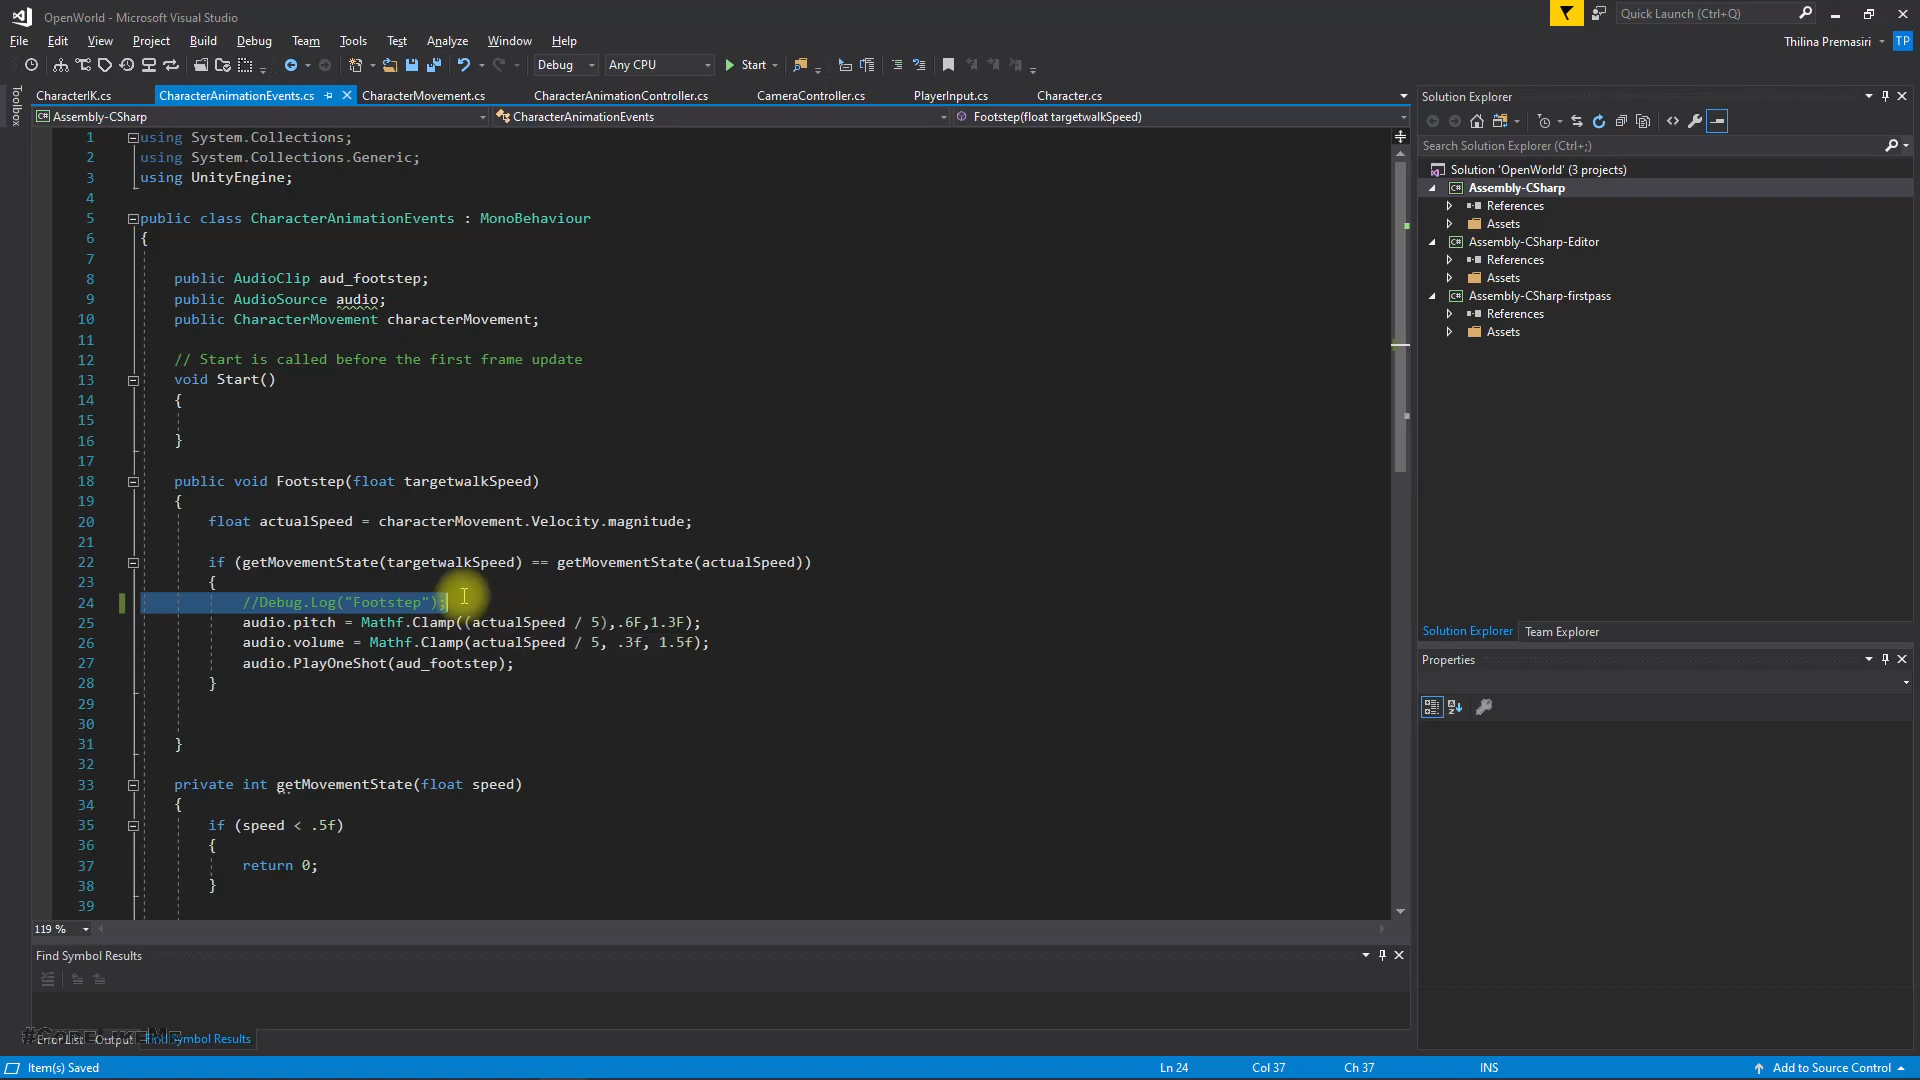 OpenWorld - Microsoft Visual Studio
Quick Launch (Ctrl+Q)
File Edit View Project Build Debug Team Tools Test Analyze Window Help
Thilina Premasiri TP
Debug Any CPU Start
Toolbox
CharacterIK.cs CharacterAnimationEvents.cs CharacterMovement.cs CharacterAnimationController.cs CameraController.cs PlayerInput.cs Character.cs
Assembly-CSharp CharacterAnimationEvents Footstep(float targetwalkSpeed)
1 using System.Collections;
2 using System.Collections.Generic;
3 using UnityEngine;
4
5 public class CharacterAnimationEvents : MonoBehaviour
6 {
7
8 public AudioClip aud_footstep;
9 public AudioSource audio;
10 public CharacterMovement characterMovement;
11
12 // Start is called before the first frame update
13 void Start()
14 {
15
16 }
17
18 public void Footstep(float targetwalkSpeed)
19 {
20 float actualSpeed = characterMovement.Velocity.magnitude;
21
22 if (getMovementState(targetwalkSpeed) == getMovementState(actualSpeed))
23 {
24 //Debug.Log("Footstep");
25 audio.pitch = Mathf.Clamp((actualSpeed / 5),.6F,1.3F);
26 audio.volume = Mathf.Clamp(actualSpeed / 5, .3f, 1.5f);
27 audio.PlayOneShot(aud_footstep);
28 }
29
30
31 }
32
33 private int getMovementState(float speed)
34 {
35 if (speed < .5f)
36 {
37 return 0;
38 }
39
119 %
Find Symbol Results
Error List Output Find Symbol Results
Item(s) Saved Ln 24 Col 37 Ch 37 INS Add to Source Control
Solution Explorer
Search Solution Explorer (Ctrl+;)
Solution 'OpenWorld' (3 projects)
C# Assembly-CSharp
References
Assets
C# Assembly-CSharp-Editor
References
Assets
C# Assembly-CSharp-firstpass
References
Assets
Solution Explorer Team Explorer
Properties